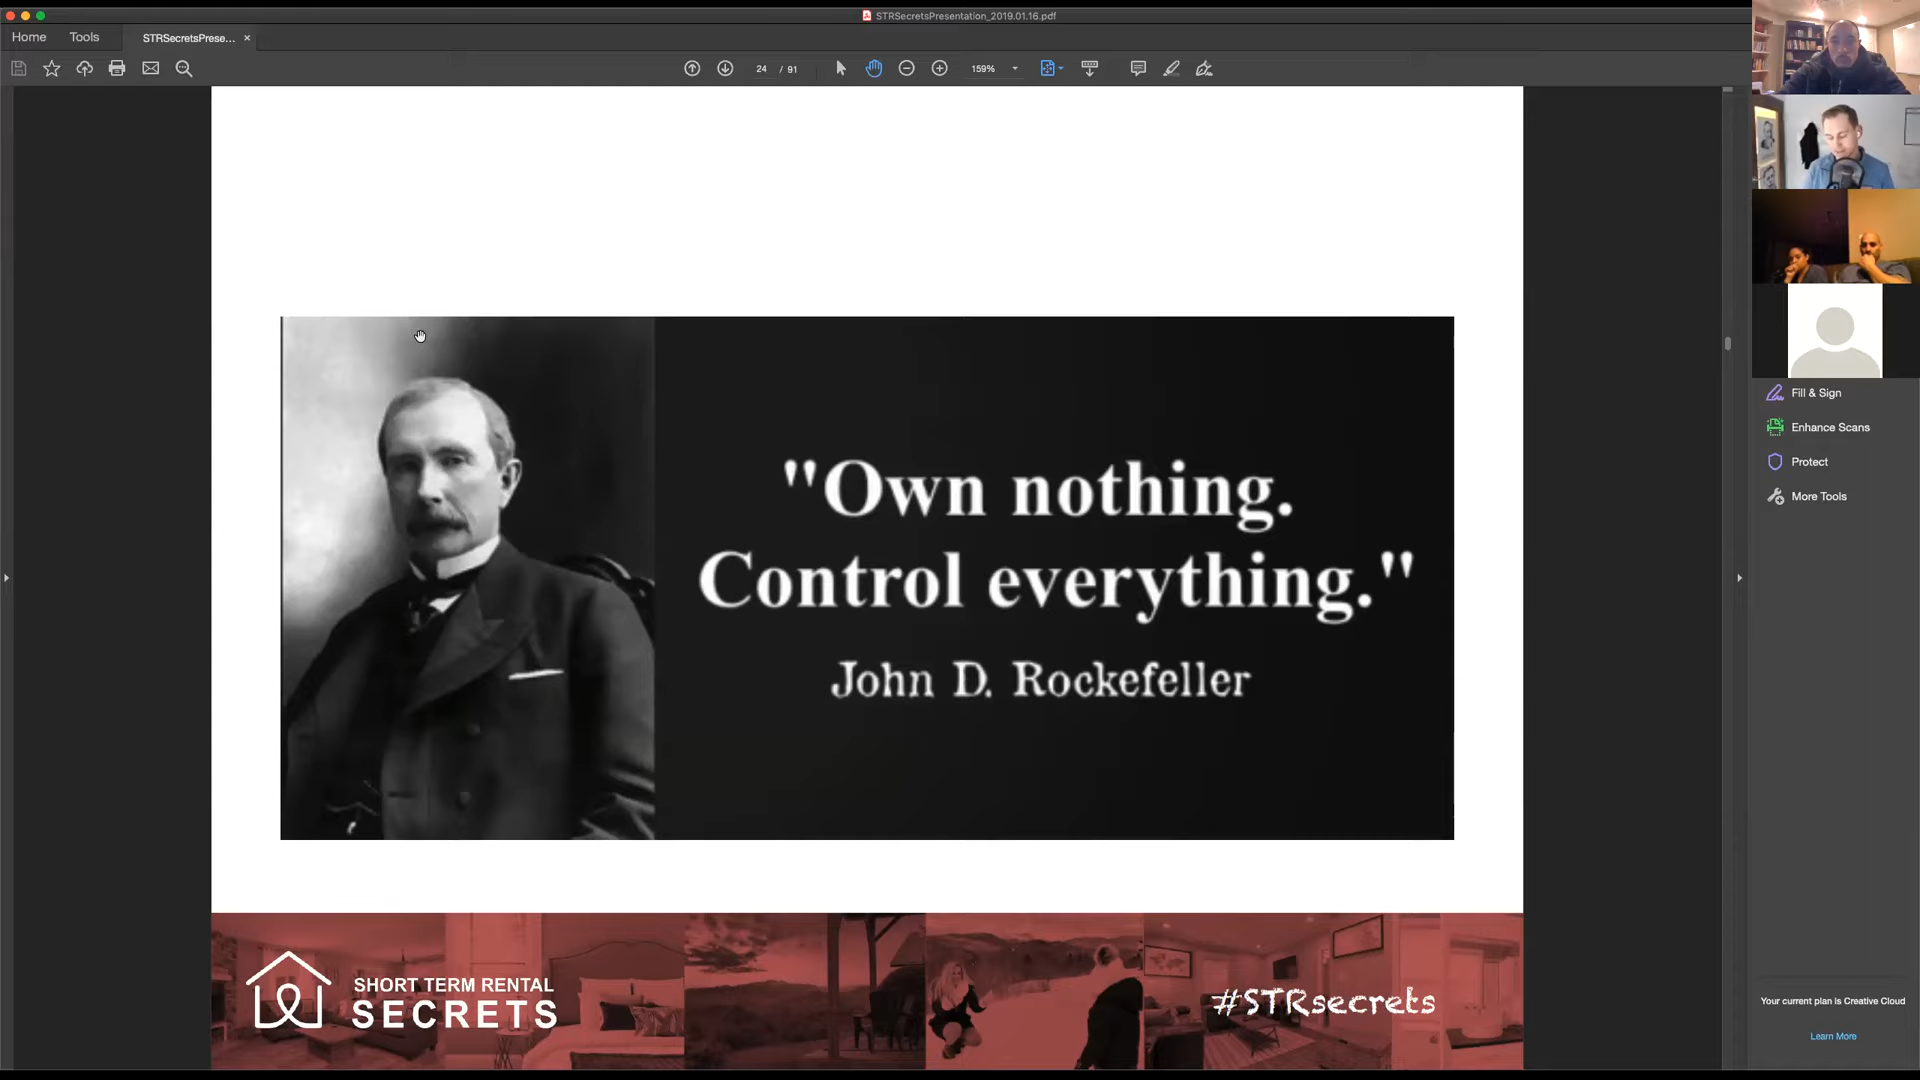 STRSecretsPresentation_2019.01.16.pdf
Home
Tools
STRSecretsPrese...
24 / 91
159%
"Own nothing.
Control everything."
John D. Rockefeller
SHORT TERM RENTAL
SECRETS
#STRsecrets
Fill & Sign
Enhance Scans
Protect
More Tools
Your current plan is Creative Cloud
Learn More